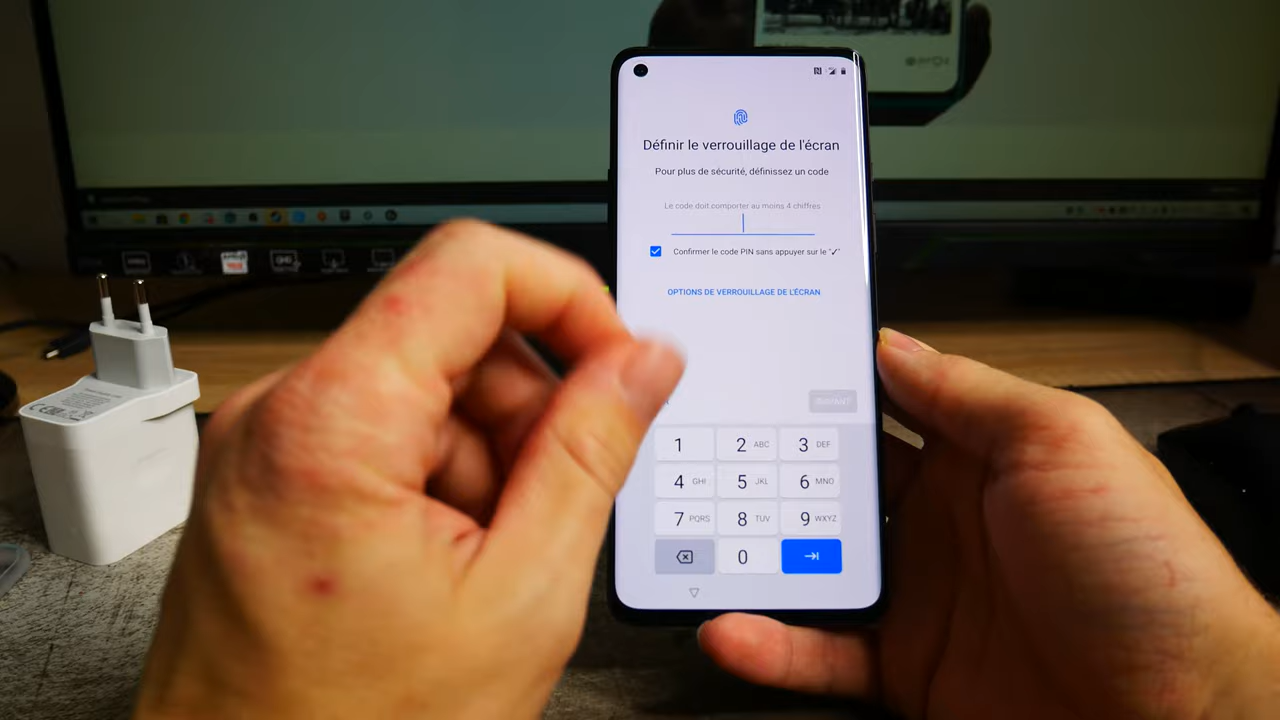 Définir le verrouillage de l'écran
Pour plus de sécurité, définissez un code
Le code doit comporter au moins 4 chiffres
Confirmer le code PIN sans appuyer sur le "✓"
OPTIONS DE VERROUILLAGE DE L'ÉCRAN
SUIVANT
1 2 ABC 3 DEF
4 GHI 5 JKL 6 MNO
7 PQRS 8 TUV 9 WXYZ
0